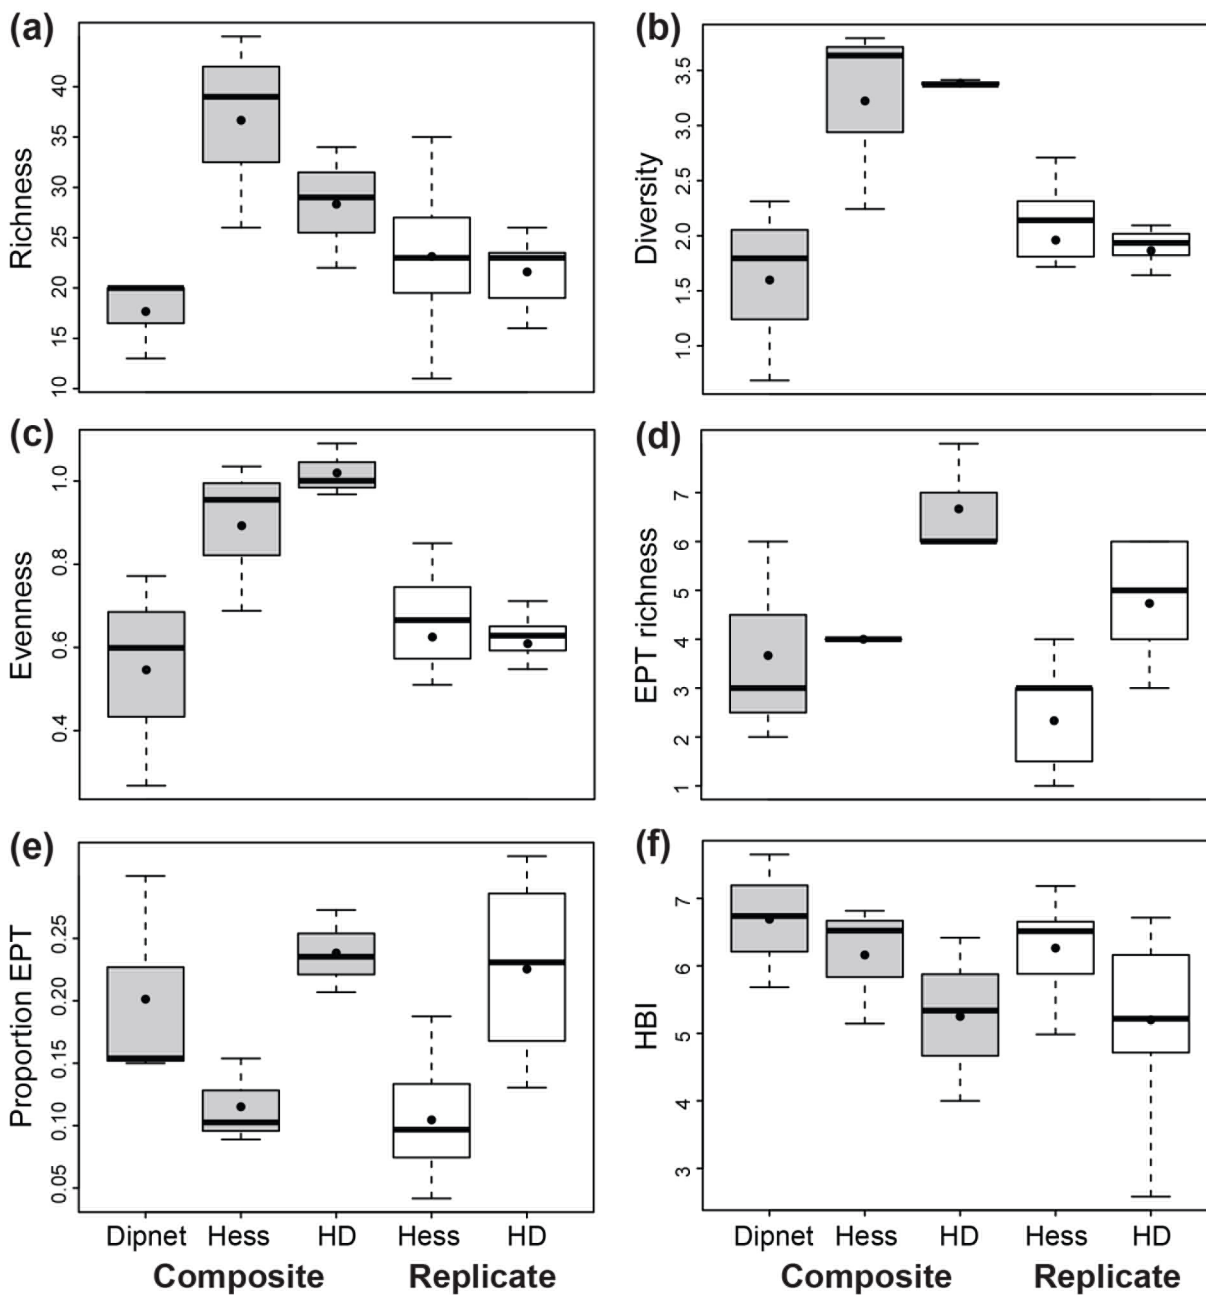 (a)
Richness
40
35
30
25
20
15
10
(b)
Diversity
3.5
3.0
2.5
2.0
1.5
1.0
(c)
Evenness
1.0
0.8
0.6
0.4
(d)
EPT richness
7
6
5
4
3
2
1
(e)
Proportion EPT
0.25
0.20
0.15
0.10
0.05
Dipnet Hess HD Hess HD
Composite Replicate
(f)
HBI
7
6
5
4
3
Dipnet Hess HD Hess HD
Composite Replicate